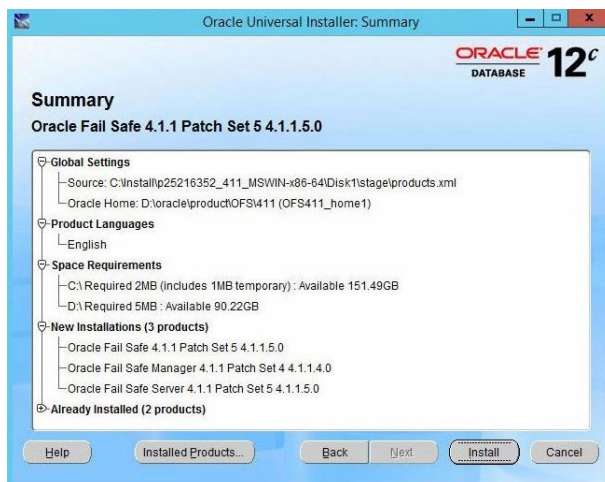 Oracle Universal Installer: Summary
ORACLE
DATABASE
12c
Summary
Oracle Fail Safe 4.1.1 Patch Set 5 4.1.1.5.0
Global Settings
Source: C:\Install\p25216352_411_MSWIN-x86-64\Disk1\stage\products.xml
Oracle Home: D:\oracle\product\OFS\411 (OFS411_home1)
Product Languages
English
Space Requirements
C:\ Required 2MB (includes 1MB temporary) : Available 151.49GB
D:\ Required 5MB : Available 90.22GB
New Installations (3 products)
Oracle Fail Safe 4.1.1 Patch Set 5 4.1.1.5.0
Oracle Fail Safe Manager 4.1.1 Patch Set 4 4.1.1.4.0
Oracle Fail Safe Server 4.1.1 Patch Set 5 4.1.1.5.0
Already Installed (2 products)
Help Installed Products... Back Next Install Cancel